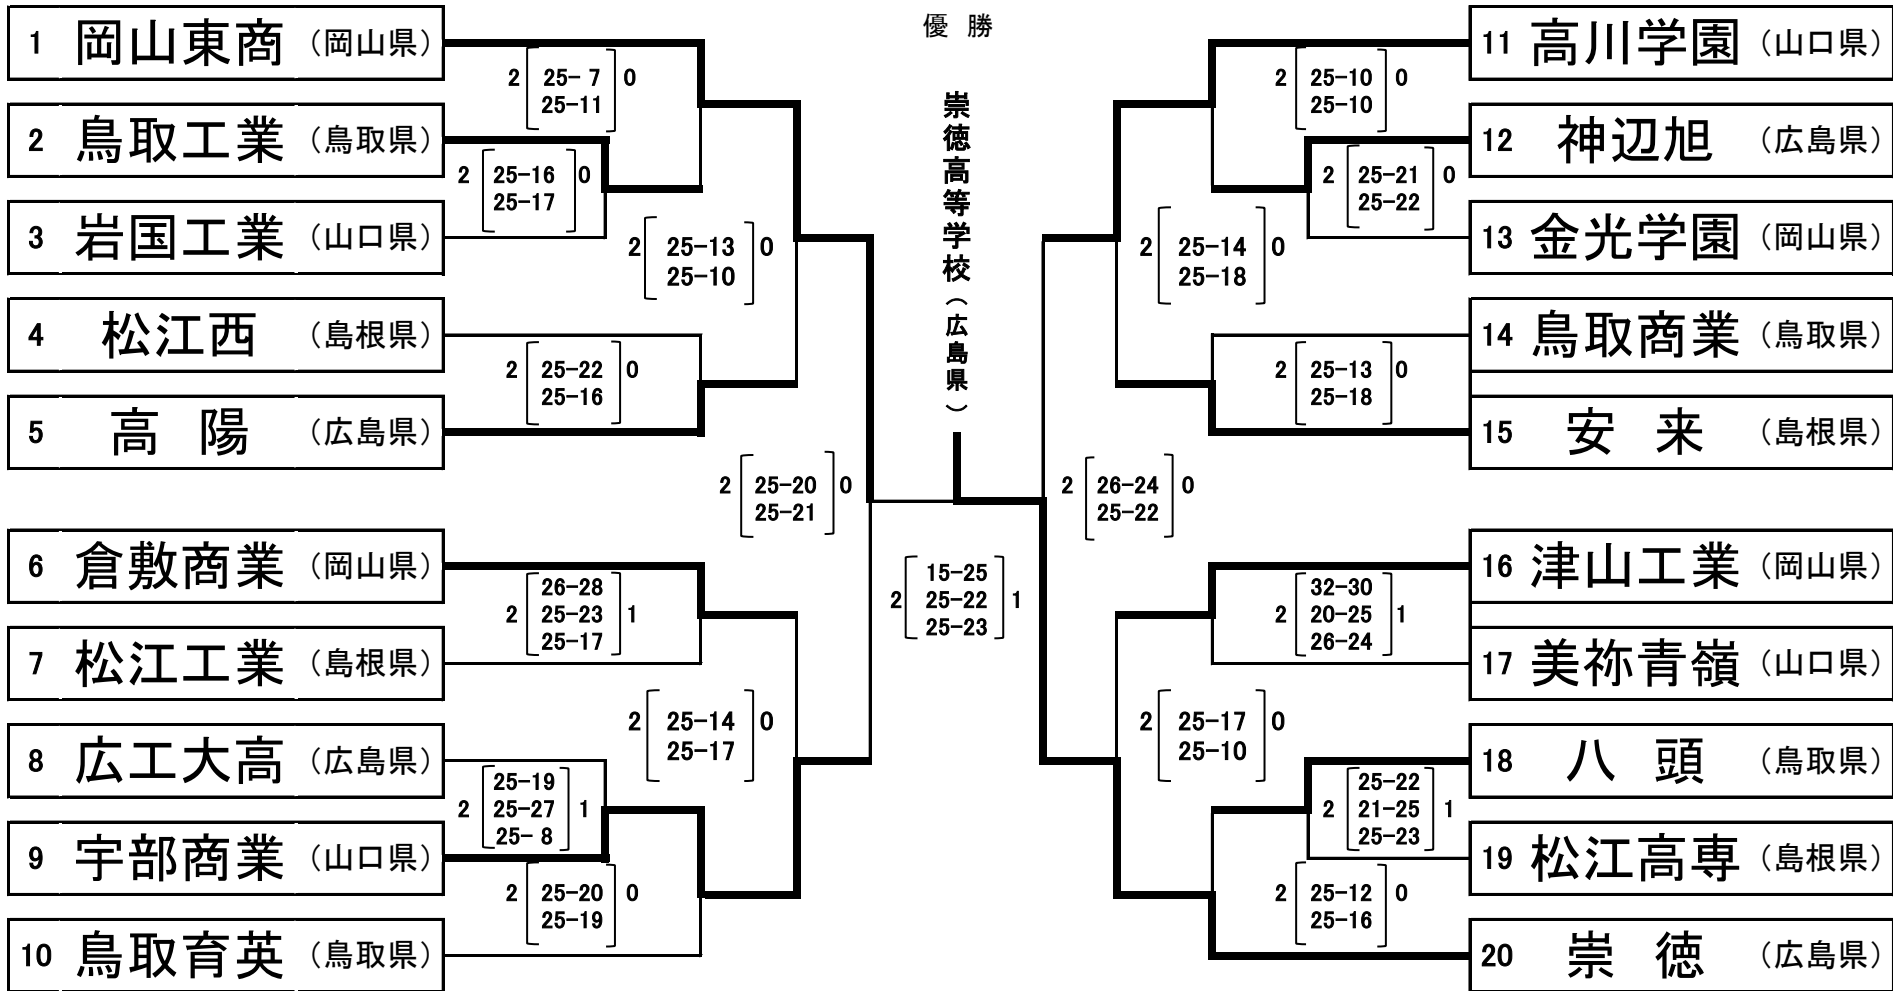 優 勝
崇徳高等学校（広島県）
1 岡山東商 （岡山県）
2 鳥取工業 （鳥取県）
3 岩国工業 （山口県）
4 松江西 （島根県）
5 高 陽 （広島県）
6 倉敷商業 （岡山県）
7 松江工業 （島根県）
8 広工大高 （広島県）
9 宇部商業 （山口県）
10 鳥取育英 （鳥取県）
2 25- 7 0
25-11
2 25-16 0
25-17
2 25-13 0
25-10
2 25-22 0
25-16
2 25-20 0
25-21
26-28
2 25-23 1
25-17
2 25-14 0
25-17
25-19
2 25-27 1
25- 8
2 25-20 0
25-19
15-25
2 25-22 1
25-23
2 25-10 0
25-10
2 25-21 0
25-22
2 25-14 0
25-18
2 25-13 0
25-18
2 26-24 0
25-22
32-30
2 20-25 1
26-24
2 25-17 0
25-10
25-22
2 21-25 1
25-23
2 25-12 0
25-16
11 高川学園 （山口県）
12 神辺旭 （広島県）
13 金光学園 （岡山県）
14 鳥取商業 （鳥取県）
15 安 来 （島根県）
16 津山工業 （岡山県）
17 美祢青嶺 （山口県）
18 八 頭 （鳥取県）
19 松江高専 （島根県）
20 崇 徳 （広島県）